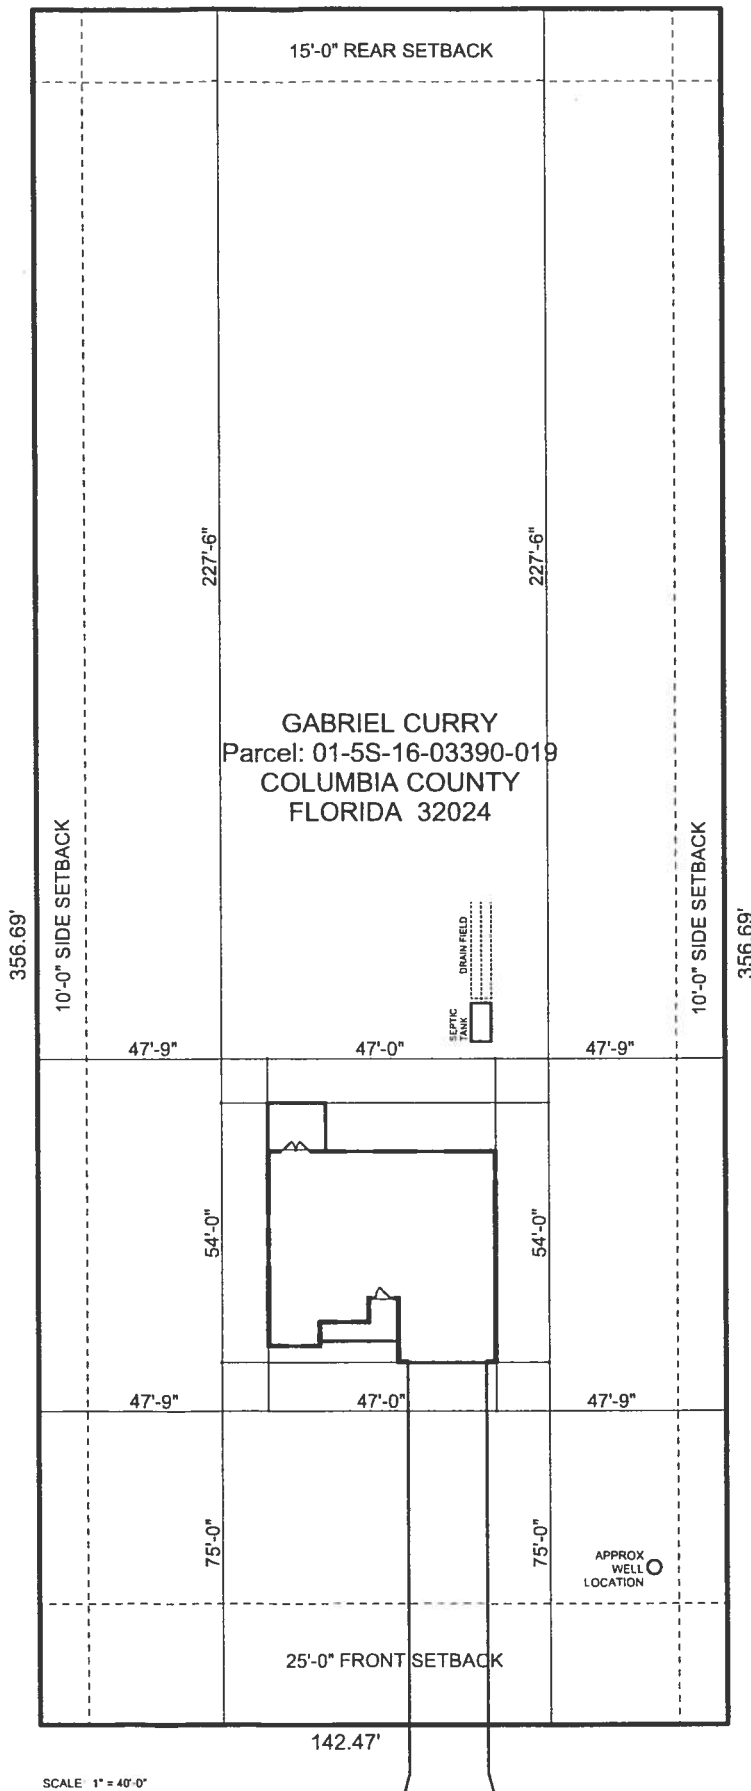 15'-0" REAR SETBACK
227'-6"
227'-6"
GABRIEL CURRY
Parcel: 01-5S-16-03390-019
COLUMBIA COUNTY
FLORIDA 32024
356.69'
10'-0" SIDE SETBACK
DRAIN FIELD
SEPTIC
TANK
10'-0" SIDE SETBACK
356.69'
47'-9"
47'-0"
47'-9"
54'-0"
54'-0"
47'-9"
47'-0"
47'-9"
75'-0"
75'-0"
APPROX
WELL
LOCATION
25'-0" FRONT SETBACK
142.47'
SCALE 1" = 40'-0"